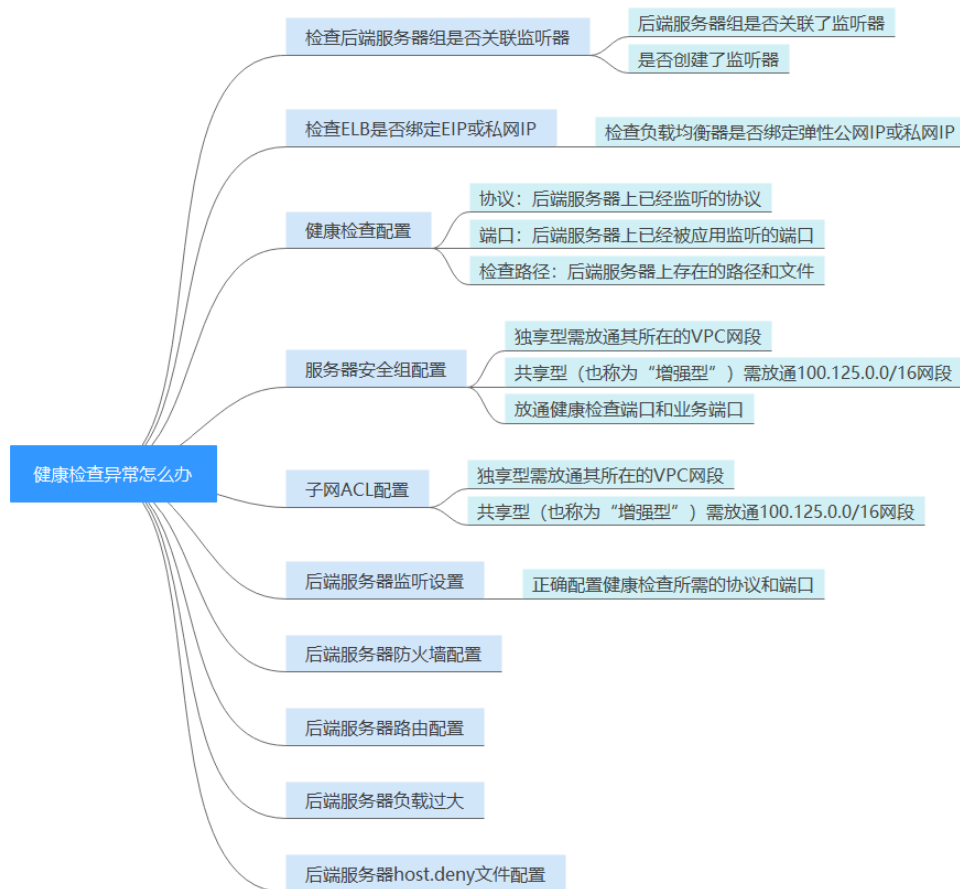 健康检查异常怎么办
检查后端服务器组是否关联监听器
后端服务器组是否关联了监听器
是否创建了监听器
检查ELB是否绑定EIP或私网IP
检查负载均衡器是否绑定弹性公网IP或私网IP
健康检查配置
协议：后端服务器上已经监听的协议
端口：后端服务器上已经被应用监听的端口
检查路径：后端服务器上存在的路径和文件
服务器安全组配置
独享型需放通其所在的VPC网段
共享型（也称为“增强型”）需放通100.125.0.0/16网段
放通健康检查端口和业务端口
子网ACL配置
独享型需放通其所在的VPC网段
共享型（也称为“增强型”）需放通100.125.0.0/16网段
后端服务器监听设置
正确配置健康检查所需的协议和端口
后端服务器防火墙配置
后端服务器路由配置
后端服务器负载过大
后端服务器host.deny文件配置